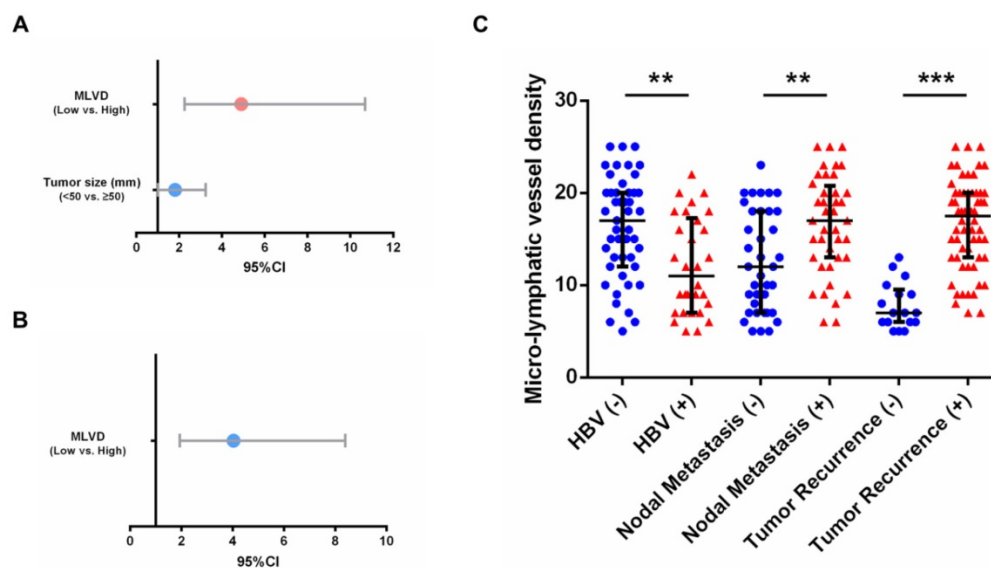 A
MLVD
(Low vs. High)
Tumor size (mm)
(<50 vs. ≥50)
0 2 4 6 8 10 12
95%CI
B
MLVD
(Low vs. High)
0 2 4 6 8 10
95%CI
C
** ** ***
Micro-lymphatic vessel density
30
20
10
0
HBV (-)
HBV (+)
Nodal Metastasis (-)
Nodal Metastasis (+)
Tumor Recurrence (-)
Tumor Recurrence (+)